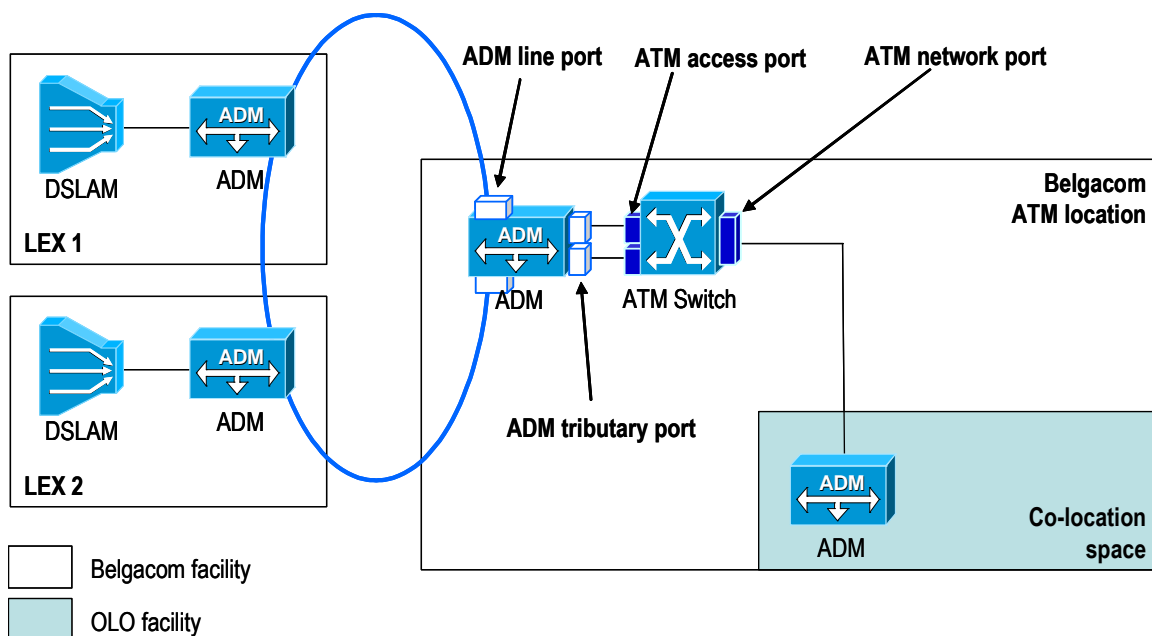 ADM line port
ATM access port
ATM network port
ADM
DSLAM
ADM
LEX 1
Belgacom
ATM location
ADM
ADM
ATM Switch
ADM
DSLAM
ADM
LEX 2
ADM tributary port
ADM
ADM
Co-location
space
Belgacom facility
OLO facility